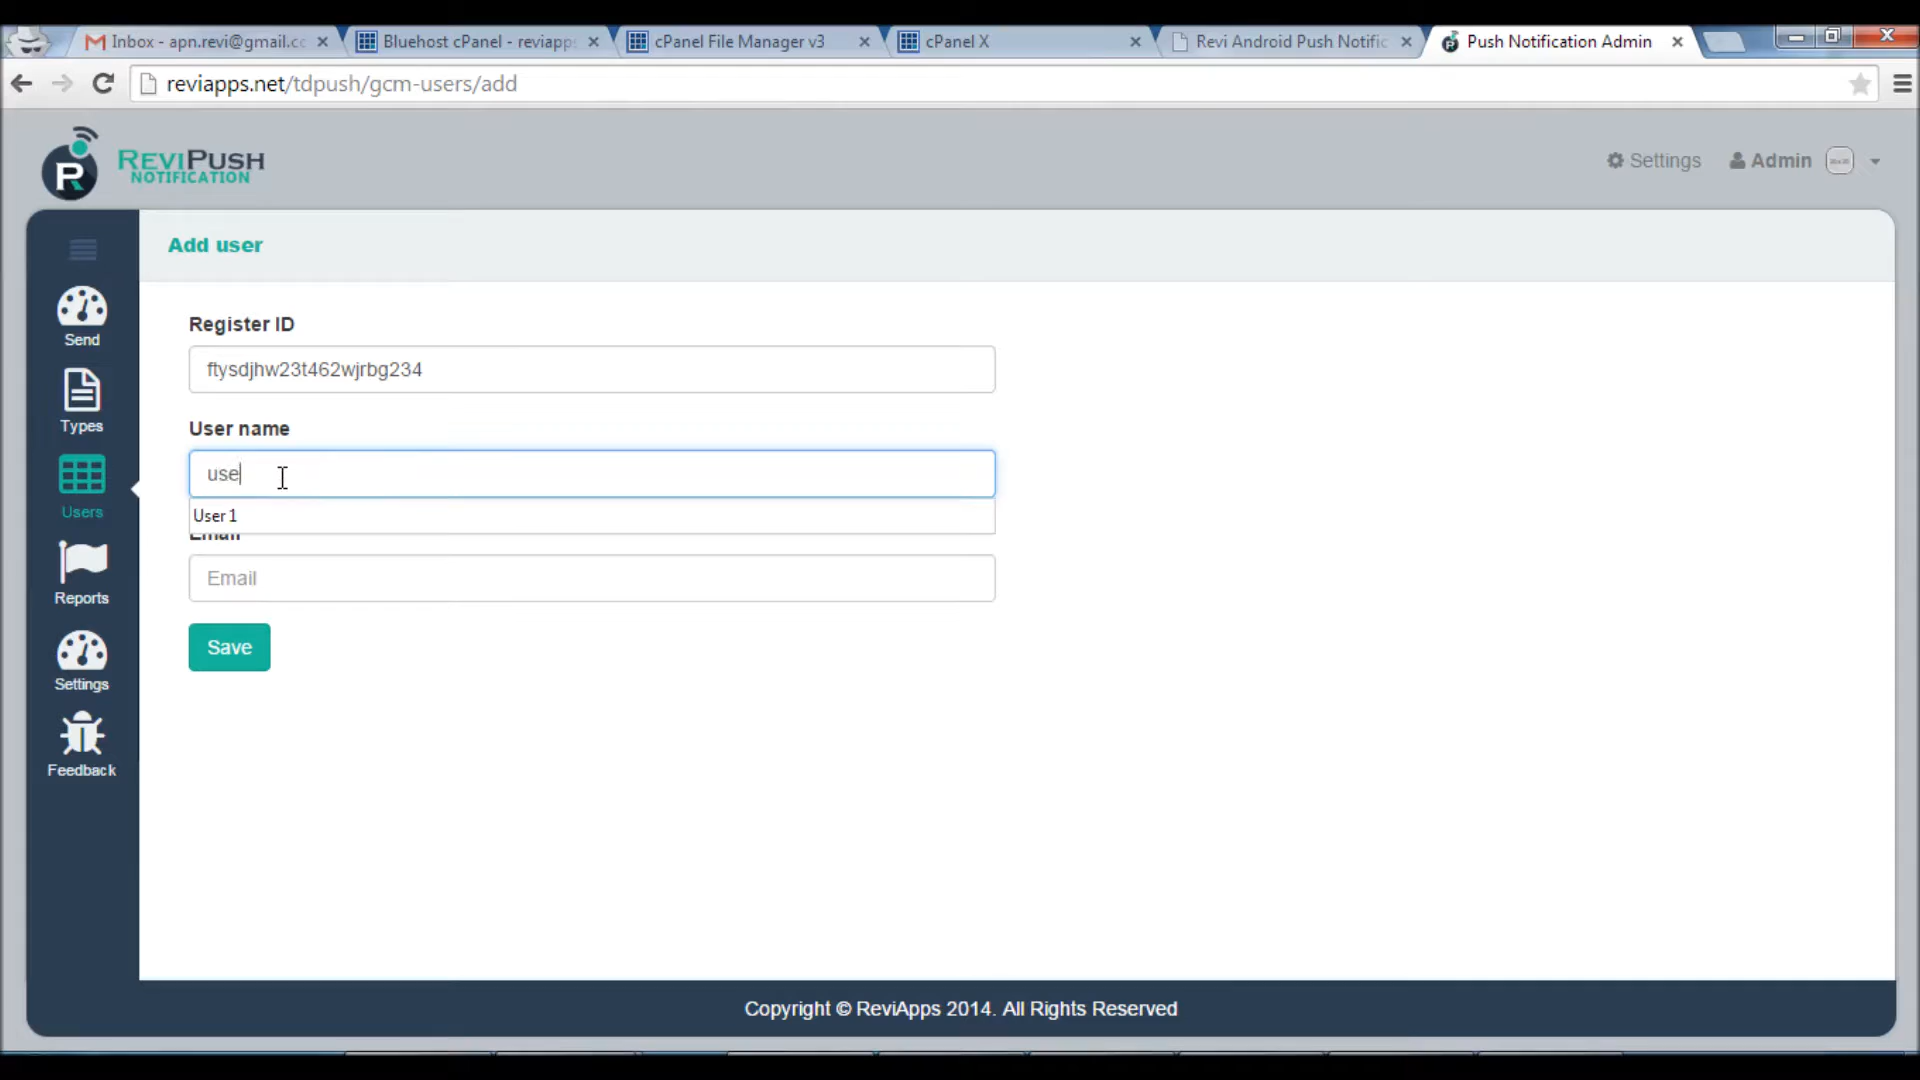 Inbox - apn.revi@gmail.cc
Bluehost cPanel - reviapps
cPanel File Manager v3
cPanel X
Revi Android Push Notific
Push Notification Admin
reviapps.net/tdpush/gcm-users/add
R
REVIPUSH
NOTIFICATION
Settings
Admin
Add user
Send
Types
Users
Reports
Settings
Feedback
Register ID
ftysdjhw23t462wjrbg234
User name
use
User 1
Email
Email
Save
Copyright © ReviApps 2014. All Rights Reserved